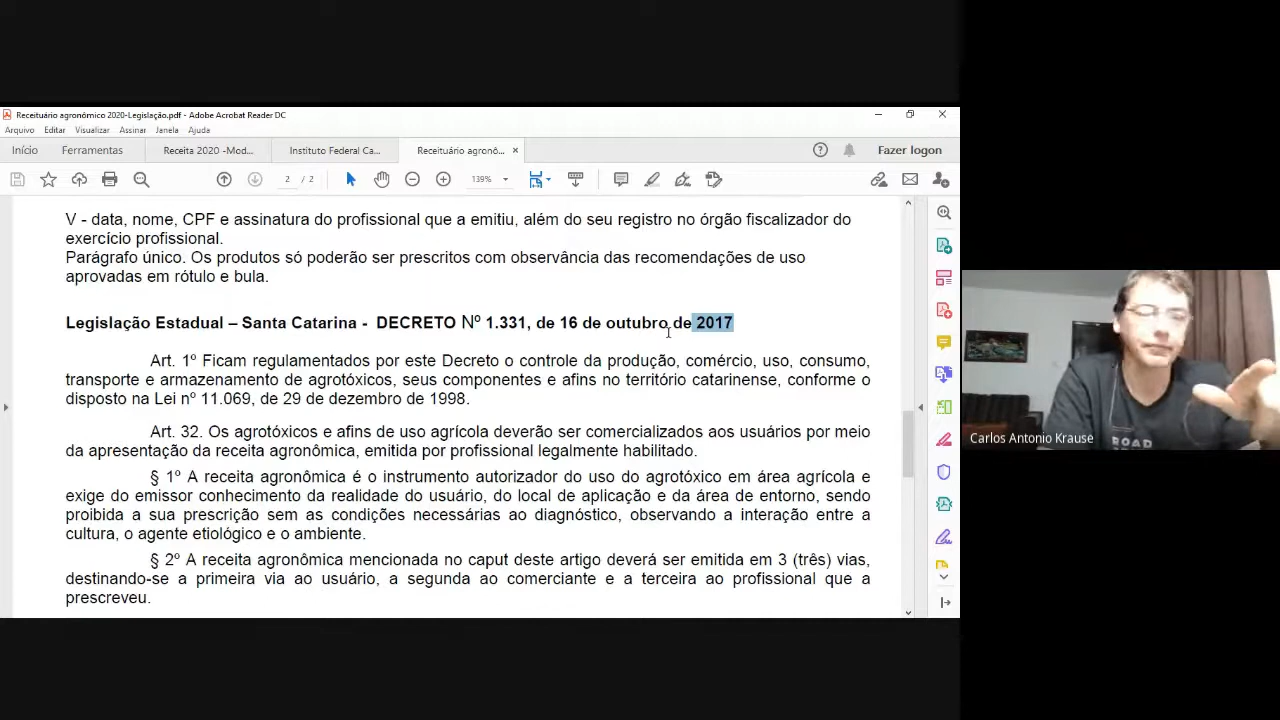 Receituário agronômico 2020-Legislação.pdf - Adobe Acrobat Reader DC
Arquivo Editar Visualizar Assinar Janela Ajuda
Início Ferramentas Receita 2020 -Mod... Instituto Federal Ca... Receituário agronô... × Fazer logon
2 / 2 139%
V - data, nome, CPF e assinatura do profissional que a emitiu, além do seu registro no órgão fiscalizador do
exercício profissional.
Parágrafo único. Os produtos só poderão ser prescritos com observância das recomendações de uso
aprovadas em rótulo e bula.
Legislação Estadual – Santa Catarina - DECRETO Nº 1.331, de 16 de outubro de 2017
Art. 1º Ficam regulamentados por este Decreto o controle da produção, comércio, uso, consumo,
transporte e armazenamento de agrotóxicos, seus componentes e afins no território catarinense, conforme o
disposto na Lei nº 11.069, de 29 de dezembro de 1998.
Art. 32. Os agrotóxicos e afins de uso agrícola deverão ser comercializados aos usuários por meio
da apresentação da receita agronômica, emitida por profissional legalmente habilitado.
§ 1º A receita agronômica é o instrumento autorizador do uso do agrotóxico em área agrícola e
exige do emissor conhecimento da realidade do usuário, do local de aplicação e da área de entorno, sendo
proibida a sua prescrição sem as condições necessárias ao diagnóstico, observando a interação entre a
cultura, o agente etiológico e o ambiente.
§ 2º A receita agronômica mencionada no caput deste artigo deverá ser emitida em 3 (três) vias,
destinando-se a primeira via ao usuário, a segunda ao comerciante e a terceira ao profissional que a
prescreveu.
Carlos Antonio Krause
ROAD